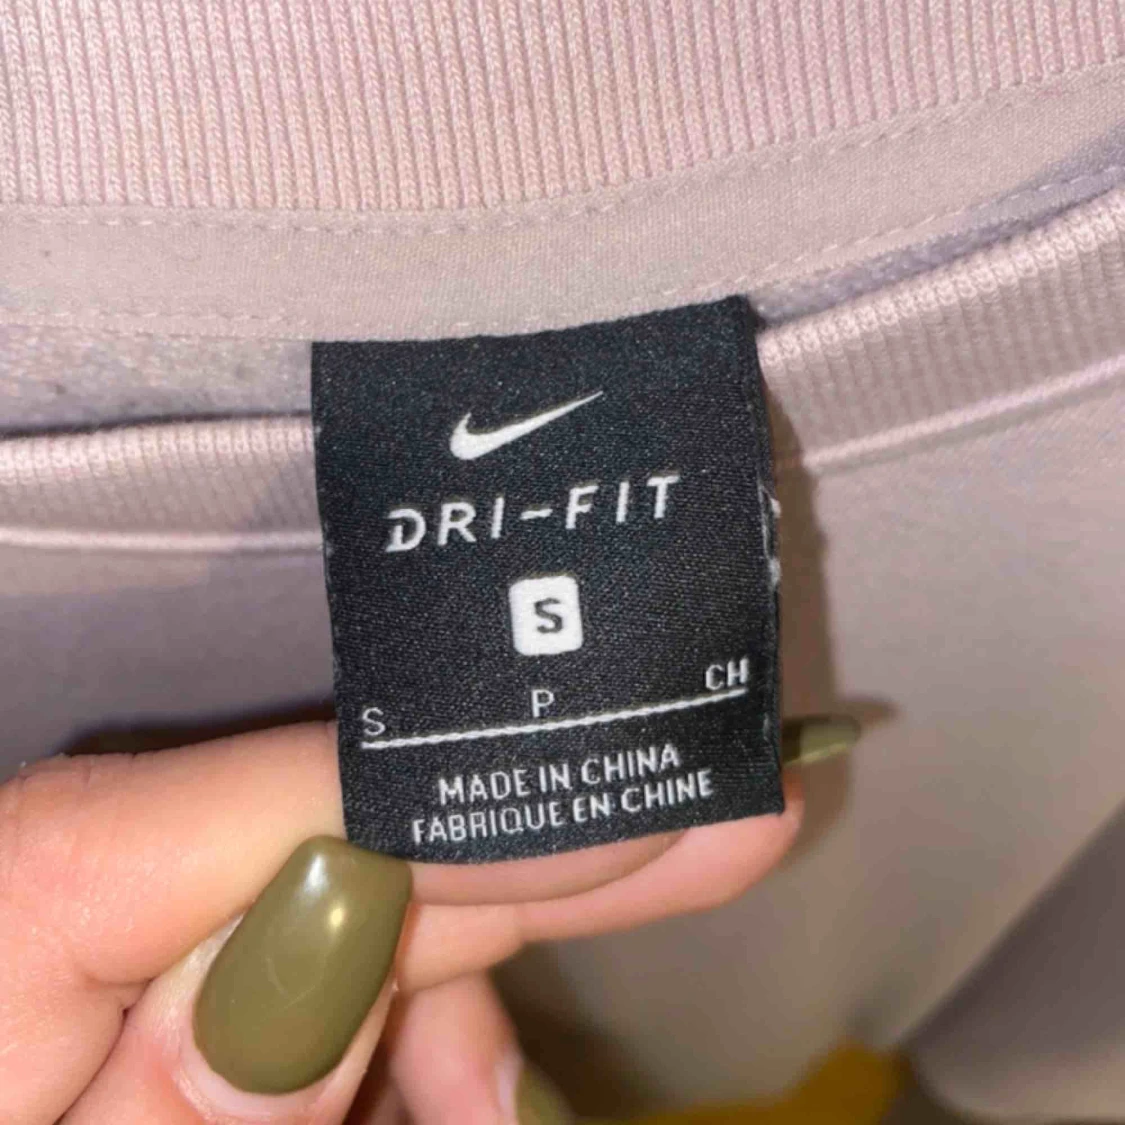 DRI-FIT
S
S P CH
MADE IN CHINA
FABRIQUE EN CHINE